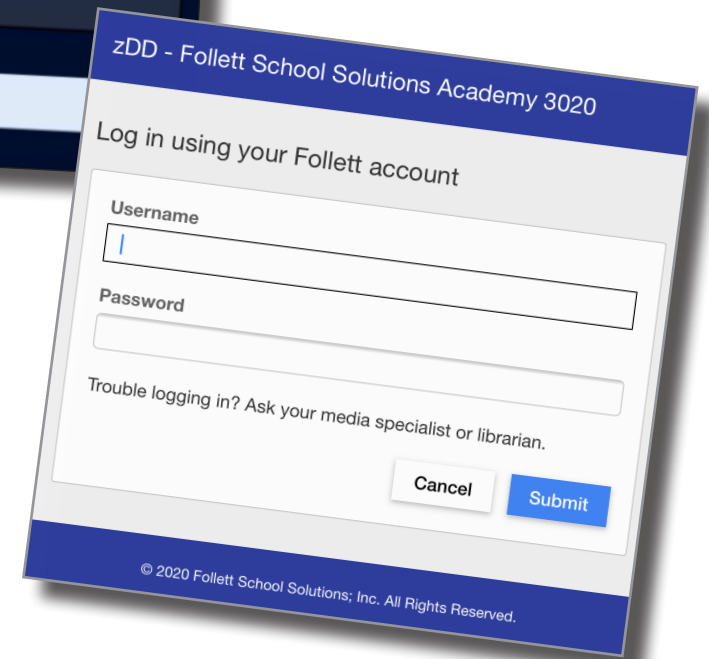 zDD - Follett School Solutions Academy 3020
Log in using your Follett account
Username
Password
Trouble logging in? Ask your media specialist or librarian.
Cancel
Submit
© 2020 Follett School Solutions; Inc. All Rights Reserved.